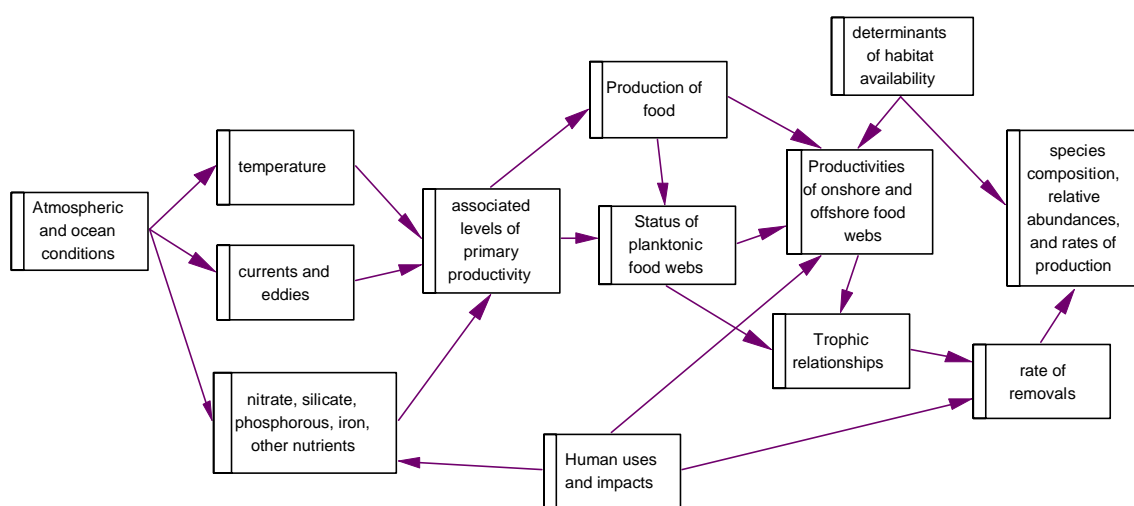 Atmospheric
and ocean
conditions
temperature
currents and
eddies
nitrate, silicate,
phosphorous, iron,
other nutrients
associated
levels of
primary
productivity
Production of
food
Status of
planktonic
food webs
Human uses
and impacts
determinants
of habitat
availability
Productivities
of onshore and
offshore food
webs
Trophic
relationships
species
composition,
relative
abundances,
and rates of
production
rate of
removals